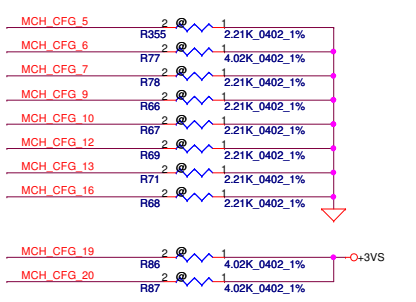 MCH_CFG_5 2 @ 1
R355 2.21K_0402_1%
MCH_CFG_6 2 @ 1
R77 4.02K_0402_1%
MCH_CFG_7 2 @ 1
R78 2.21K_0402_1%
MCH_CFG_9 2 @ 1
R66 2.21K_0402_1%
MCH_CFG_10 2 @ 1
R67 2.21K_0402_1%
MCH_CFG_12 2 @ 1
R69 2.21K_0402_1%
MCH_CFG_13 2 @ 1
R71 2.21K_0402_1%
MCH_CFG_16 2 @ 1
R68 2.21K_0402_1%
MCH_CFG_19 2 @ 1 +3VS
R86 4.02K_0402_1%
MCH_CFG_20 2 @ 1
R87 4.02K_0402_1%